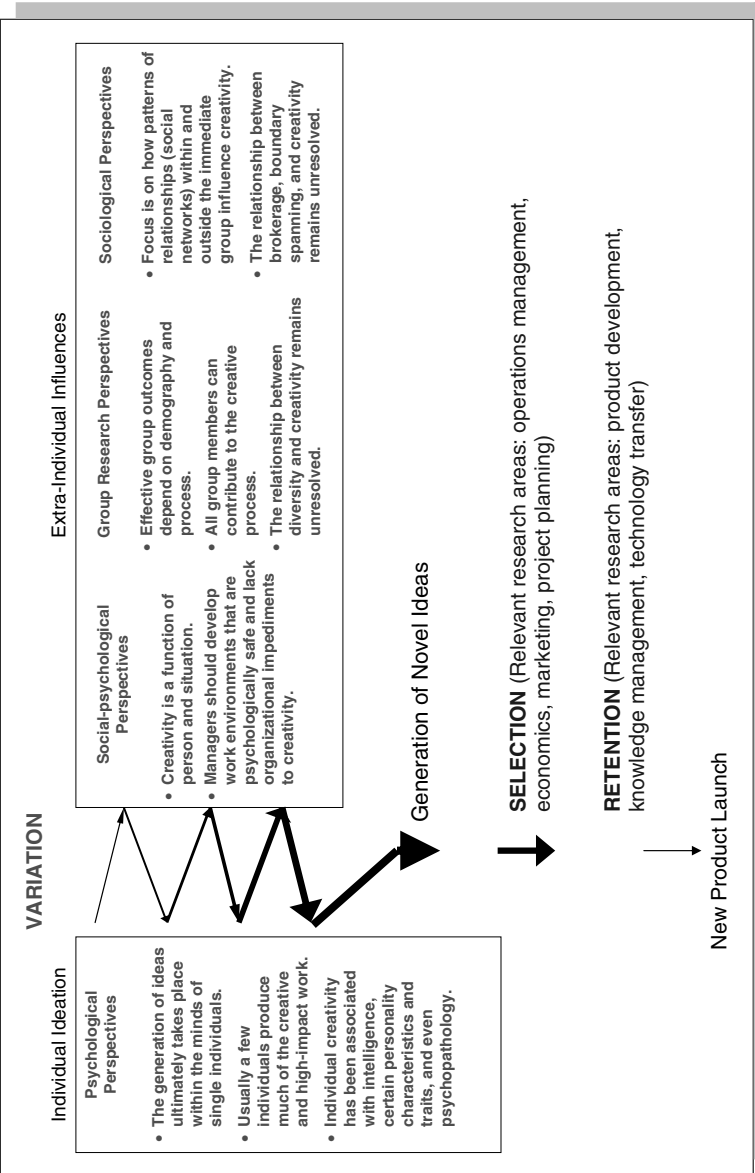 VARIATION
Individual Ideation
Psychological
Perspectives
• The generation of ideas
ultimately takes place
within the minds of
single individuals.
• Usually a few
individuals produce
much of the creative
and high-impact work.
• Individual creativity
has been associated
with intelligence,
certain personality
characteristics and
traits, and even
psychopathology.
Extra-Individual Influences
Social-psychological
Perspectives
• Creativity is a function of
person and situation.
• Managers should develop
work environments that are
psychologically safe and lack
organizational impediments
to creativity.
Group Research Perspectives
• Effective group outcomes
depend on demography and
process.
• All group members can
contribute to the creative
process.
• The relationship between
diversity and creativity remains
unresolved.
Sociological Perspectives
• Focus is on how patterns of
relationships (social
networks) within and
outside the immediate
group influence creativity.
• The relationship between
brokerage, boundary
spanning, and creativity
remains unresolved.
Generation of Novel Ideas
SELECTION (Relevant research areas: operations management,
economics, marketing, project planning)
RETENTION (Relevant research areas: product development,
knowledge management, technology transfer)
New Product Launch